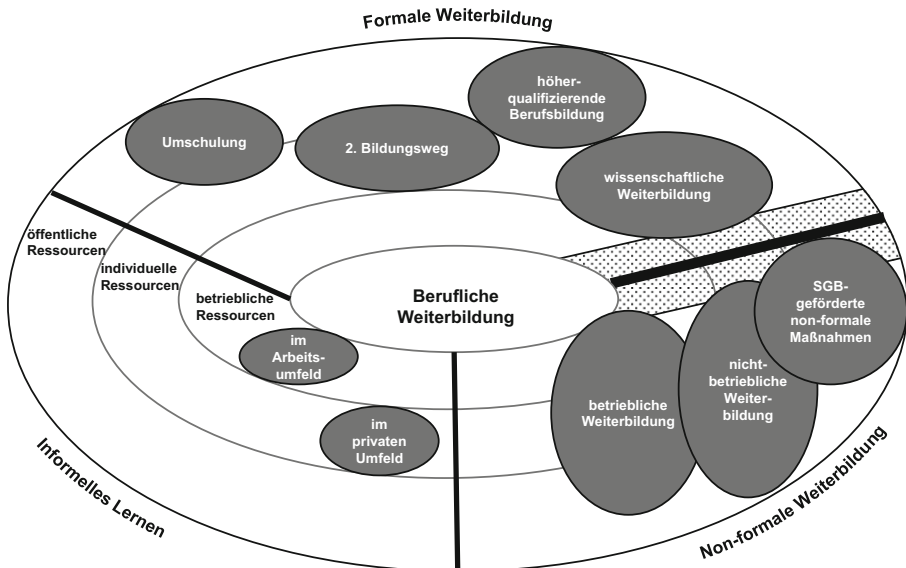 Formale Weiterbildung
höher-
qualifizierende
Berufsbildung
Umschulung
2. Bildungsweg
wissenschaftliche
Weiterbildung
öffentliche
Ressourcen
individuelle
Ressourcen
betriebliche
Ressourcen
Berufliche
Weiterbildung
SGB-
geförderte
non-formale
Maßnahmen
im
Arbeits-
umfeld
nicht-
betriebliche
Weiter-
bildung
betriebliche
Weiterbildung
im
privaten
Umfeld
Informelles Lernen
Non-formale Weiterbildung